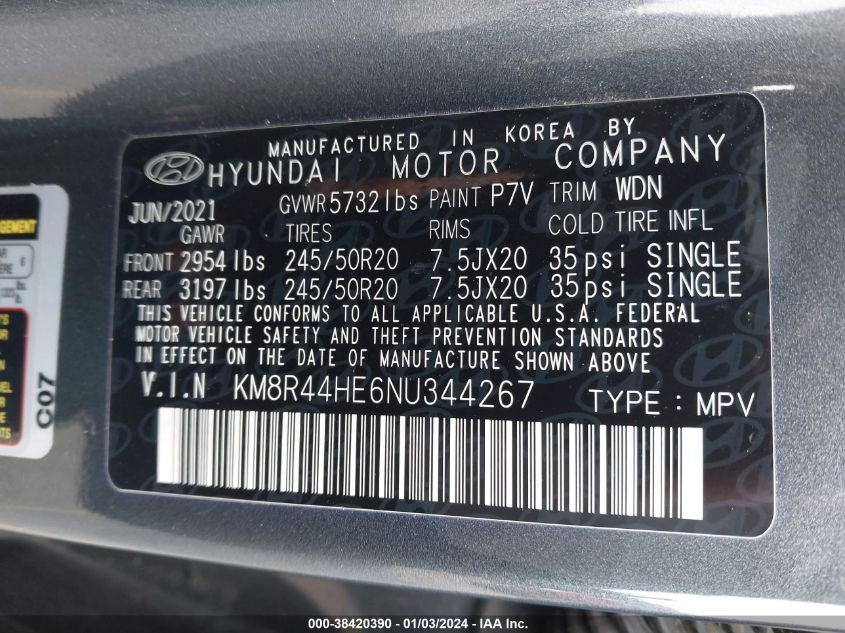 MANUFACTURED IN KOREA BY
HYUNDAI MOTOR COMPANY
JUN/2021 GVWR 5732 lbs PAINT P7V TRIM WDN
GAWR TIRES RIMS COLD TIRE INFL
FRONT 2954 lbs 245/50R20 7.5JX20 35psi SINGLE
REAR 3197 lbs 245/50R20 7.5JX20 35psi SINGLE
THIS VEHICLE CONFORMS TO ALL APPLICABLE U.S.A. FEDERAL
MOTOR VEHICLE SAFETY AND THEFT PREVENTION STANDARDS
IN EFFECT ON THE DATE OF MANUFACTURE SHOWN ABOVE
V.I.N KM8R44HE6NU344267 TYPE : MPV
C07
000-38420390 - 01/03/2024 - IAA Inc.